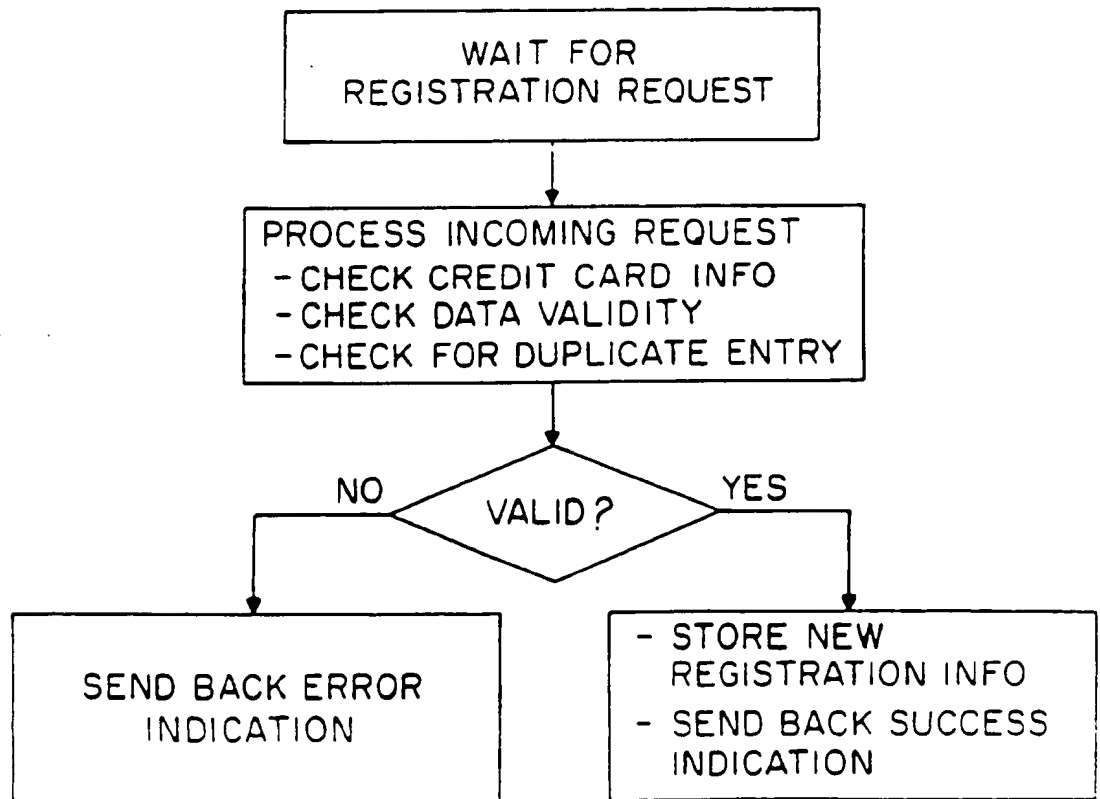 WAIT FOR
REGISTRATION REQUEST
PROCESS INCOMING REQUEST
- CHECK CREDIT CARD INFO
- CHECK DATA VALIDITY
- CHECK FOR DUPLICATE ENTRY
NO
VALID?
YES
SEND BACK ERROR
INDICATION
- STORE NEW
REGISTRATION INFO
- SEND BACK SUCCESS
INDICATION